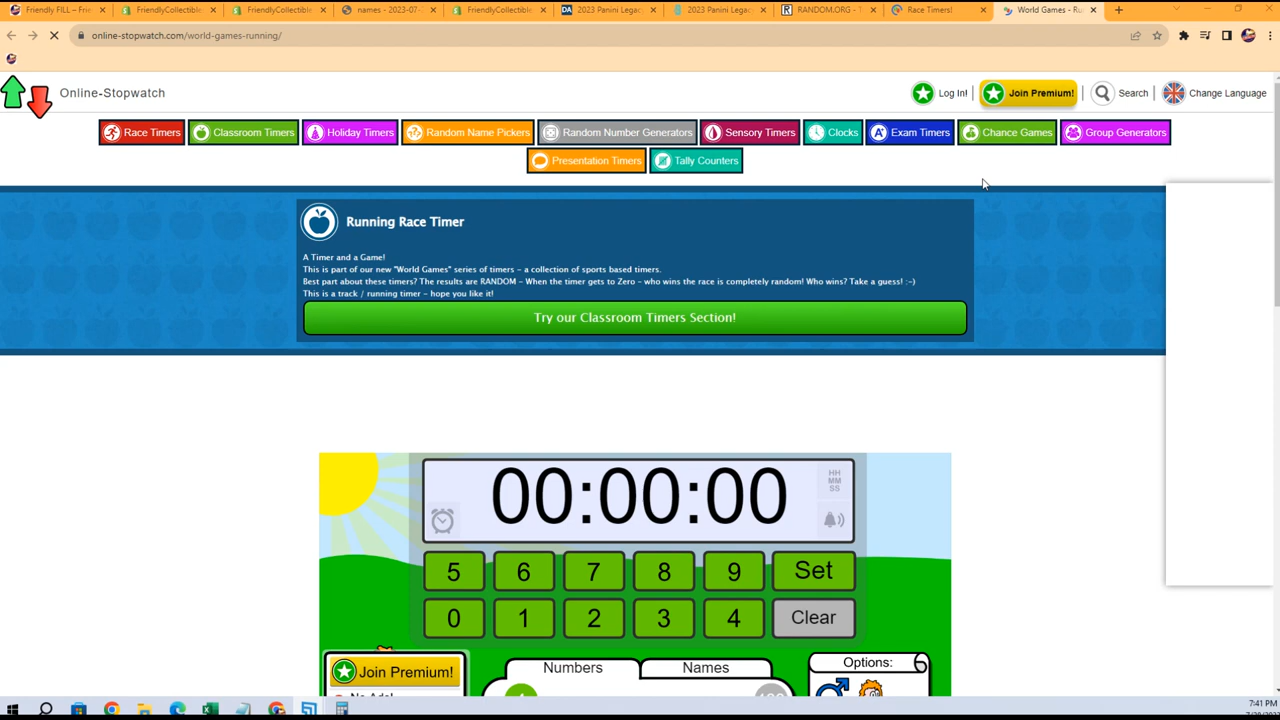 Friendly FILL – Fri
FriendlyCollectible
FriendlyCollectible
names - 2023-07-
FriendlyCollectible
2023 Panini Legac
2023 Panini Legac
RANDOM.ORG - T
Race Timers!
World Games - Ru
online-stopwatch.com/world-games-running/
Online-Stopwatch
Log In!
Join Premium!
Search
Change Language
Race Timers
Classroom Timers
Holiday Timers
Random Name Pickers
Random Number Generators
Sensory Timers
Clocks
Exam Timers
Chance Games
Group Generators
Presentation Timers
Tally Counters
Running Race Timer
A Timer and a Game!
This is part of our new "World Games" series of timers - a collection of sports based timers.
Best part about these timers? The results are RANDOM - When the timer gets to Zero - who wins the race is completely random! Who wins? Take a guess! :-)
This is a track / running timer - hope you like it!
Try our Classroom Timers Section!
00:00:00
HH
MM
SS
5 6 7 8 9 Set
0 1 2 3 4 Clear
Join Premium!
Numbers
Names
Options:
6
7:41 PM